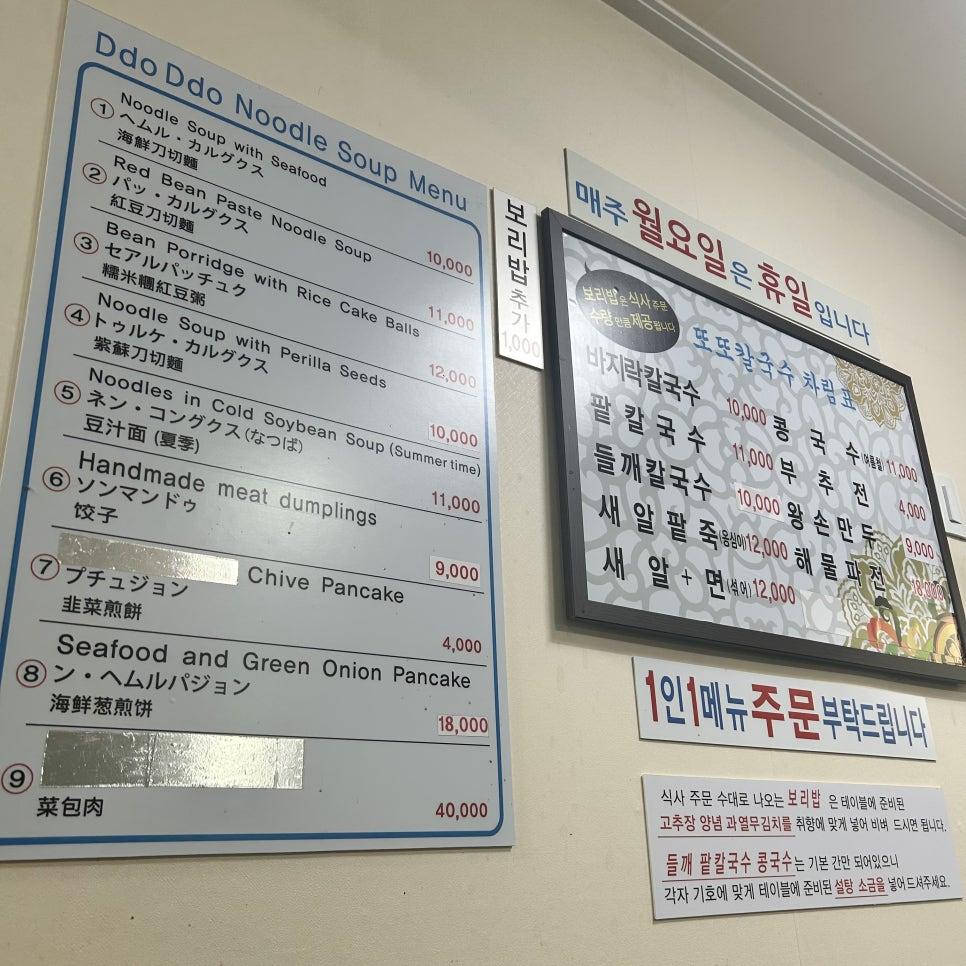 Ddo Ddo Noodle Soup Menu
① Noodle Soup with Seafood
ヘムル・カルグクス
海鮮刀切麵
10,000
② Red Bean Paste Noodle Soup
パッ・カルグクス
紅豆刀切麵
11,000
③ Bean Porridge with Rice Cake Balls
セアルパッチュク
糯米糰紅豆粥
12,000
④ Noodle Soup with Perilla Seeds
トゥルケ・カルグクス
紫蘇刀切麵
10,000
⑤ Noodles in Cold Soybean Soup (Summer time)
ネン・コングクス(なつば)
豆汁面 (夏季)
11,000
⑥ Handmade meat dumplings
ソンマンドゥ
饺子
9,000
⑦ Chive Pancake
プチュジョン
韭菜煎餅
4,000
Seafood and Green Onion Pancake
⑧ ン・ヘムルパジョン
海鲜葱煎饼
18,000
⑨
菜包肉
40,000
보리밥추가
1,000
매주 월요일은 휴일입니다
보리밥은 식사 주문
수량 만큼 제공됩니다
또또칼국수 차림표
바지락칼국수 10,000
팥칼국수 11,000
들깨칼국수 10,000
새알팥죽(옹심이) 12,000
새알+면(섞어) 12,000
콩국수(여름철) 11,000
부추전 4,000
왕손만두 9,000
해물파전 18,000
1인1메뉴 주문 부탁드립니다
식사 주문 수대로 나오는 보리밥 은 테이블에 준비된
고추장 양념 과 열무김치를 취향에 맞게 넣어 비벼 드시면 됩니다.
들깨 팥칼국수 콩국수는 기본 간만 되어있으니
각자 기호에 맞게 테이블에 준비된 설탕 소금을 넣어드셔주세요.